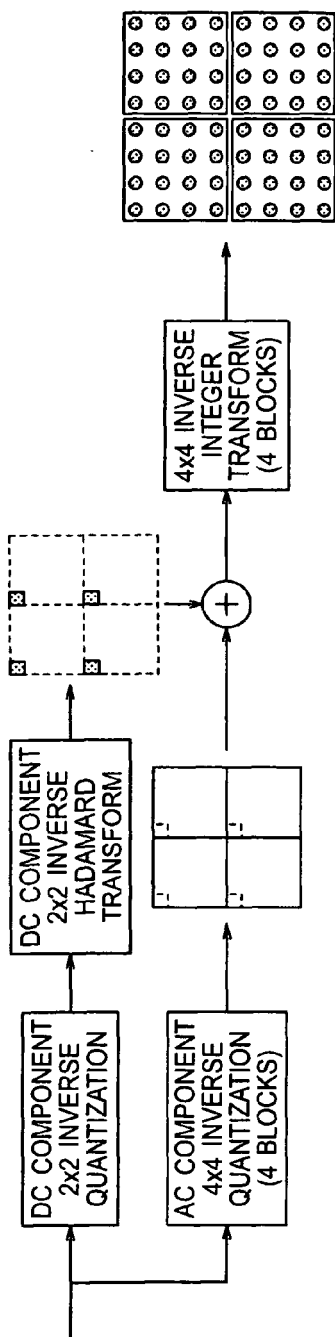 DC COMPONENT
2x2 INVERSE
QUANTIZATION
DC COMPONENT
2x2 INVERSE
HADAMARD
TRANSFORM
AC COMPONENT
4x4 INVERSE
QUANTIZATION
(4 BLOCKS)
+
4x4 INVERSE
INTEGER
TRANSFORM
(4 BLOCKS)